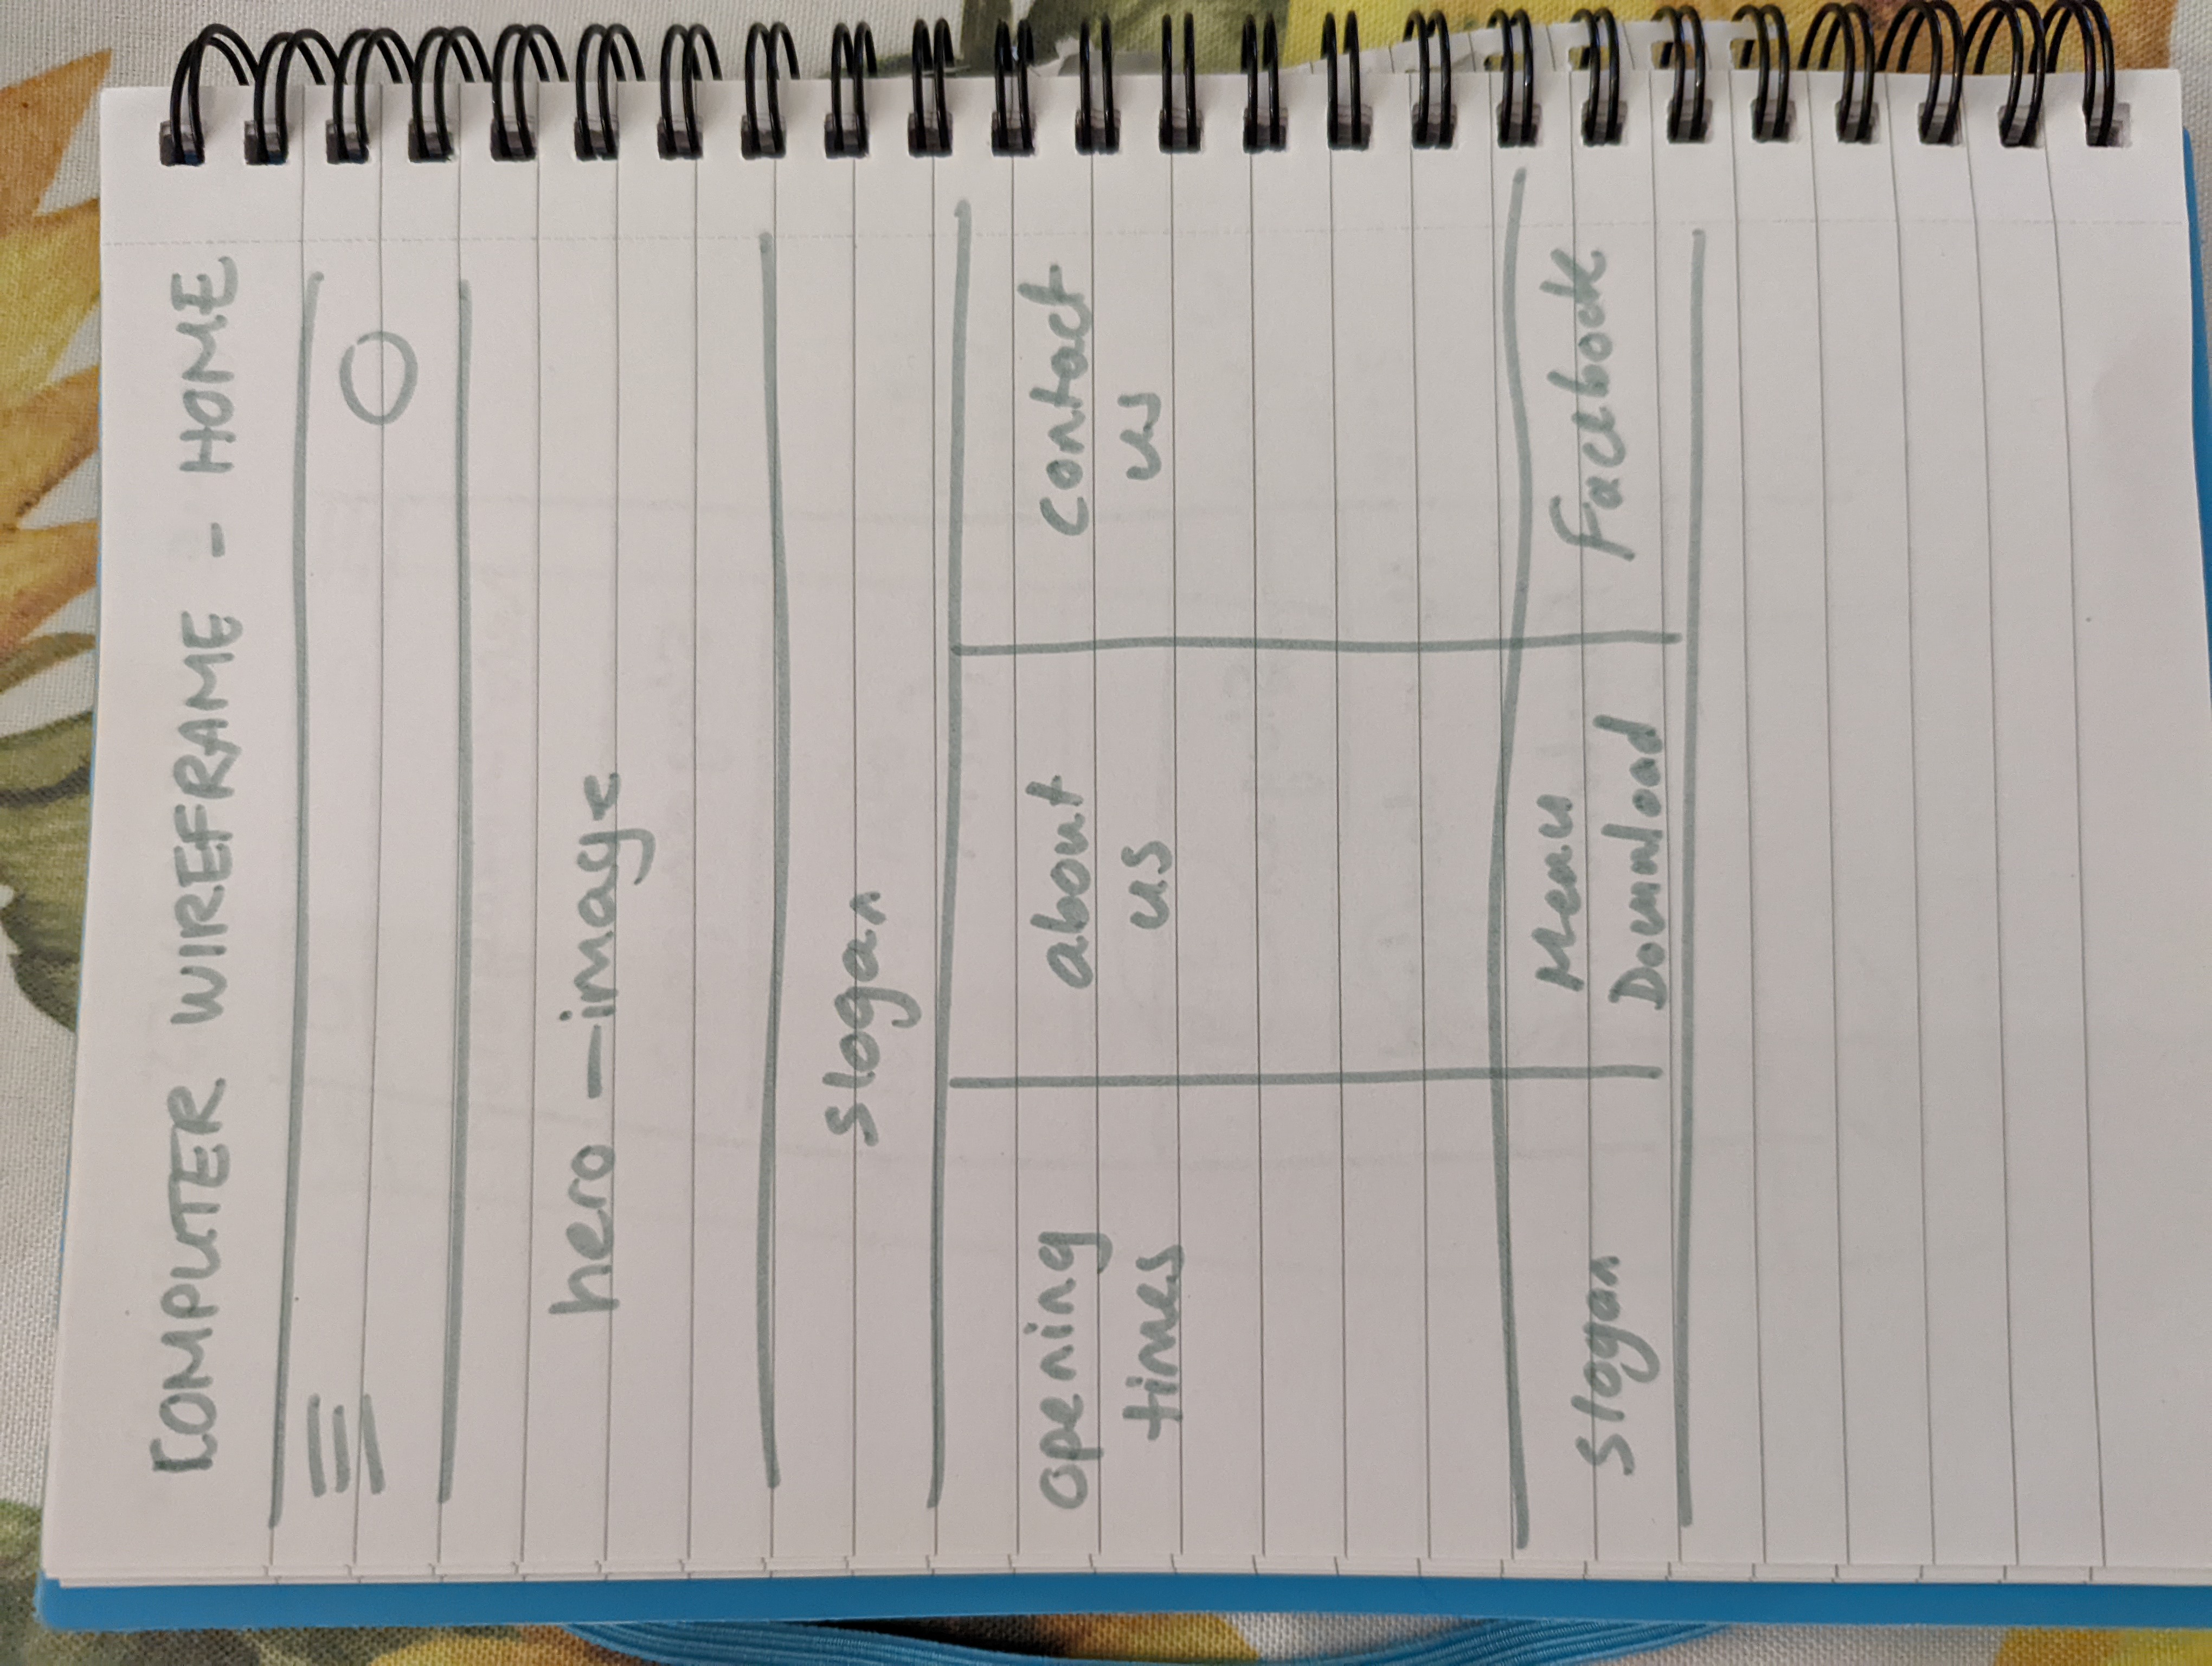 COMPUTER WIREFRAME - HOME
hero-image
slogan
opening
times
about
us
contact
us
slogan
Menu
Download
Facebook